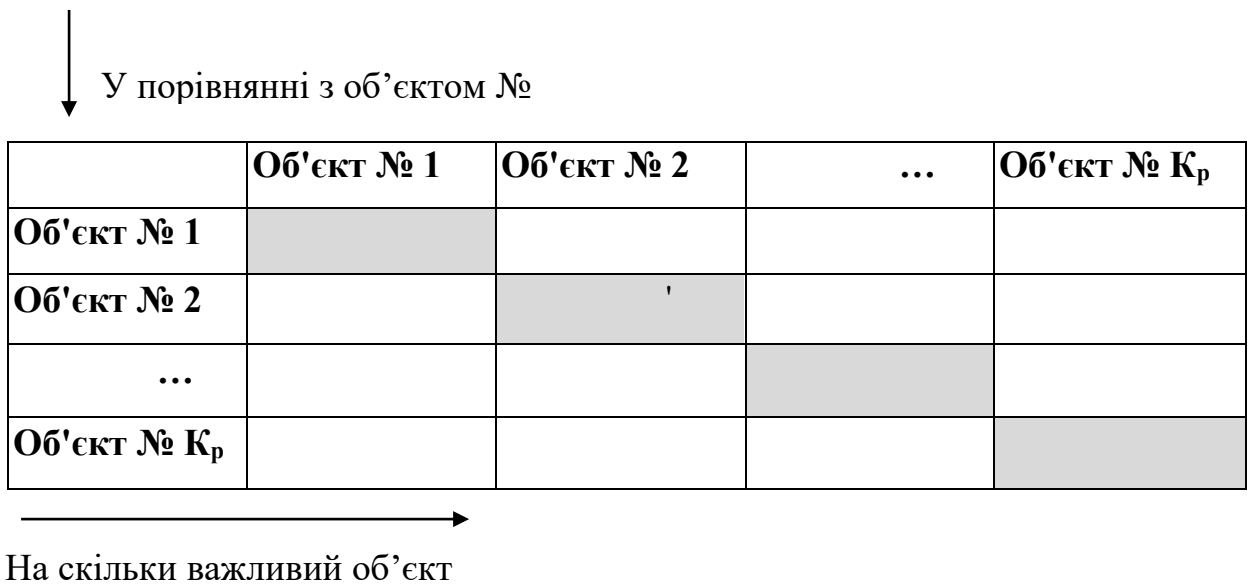 У порівнянні з об’єктом №
Об'єкт № 1 Об'єкт № 2 … Об'єкт № Кр
Об'єкт № 1
Об'єкт № 2 '
…
Об'єкт № Кр
На скільки важливий об’єкт